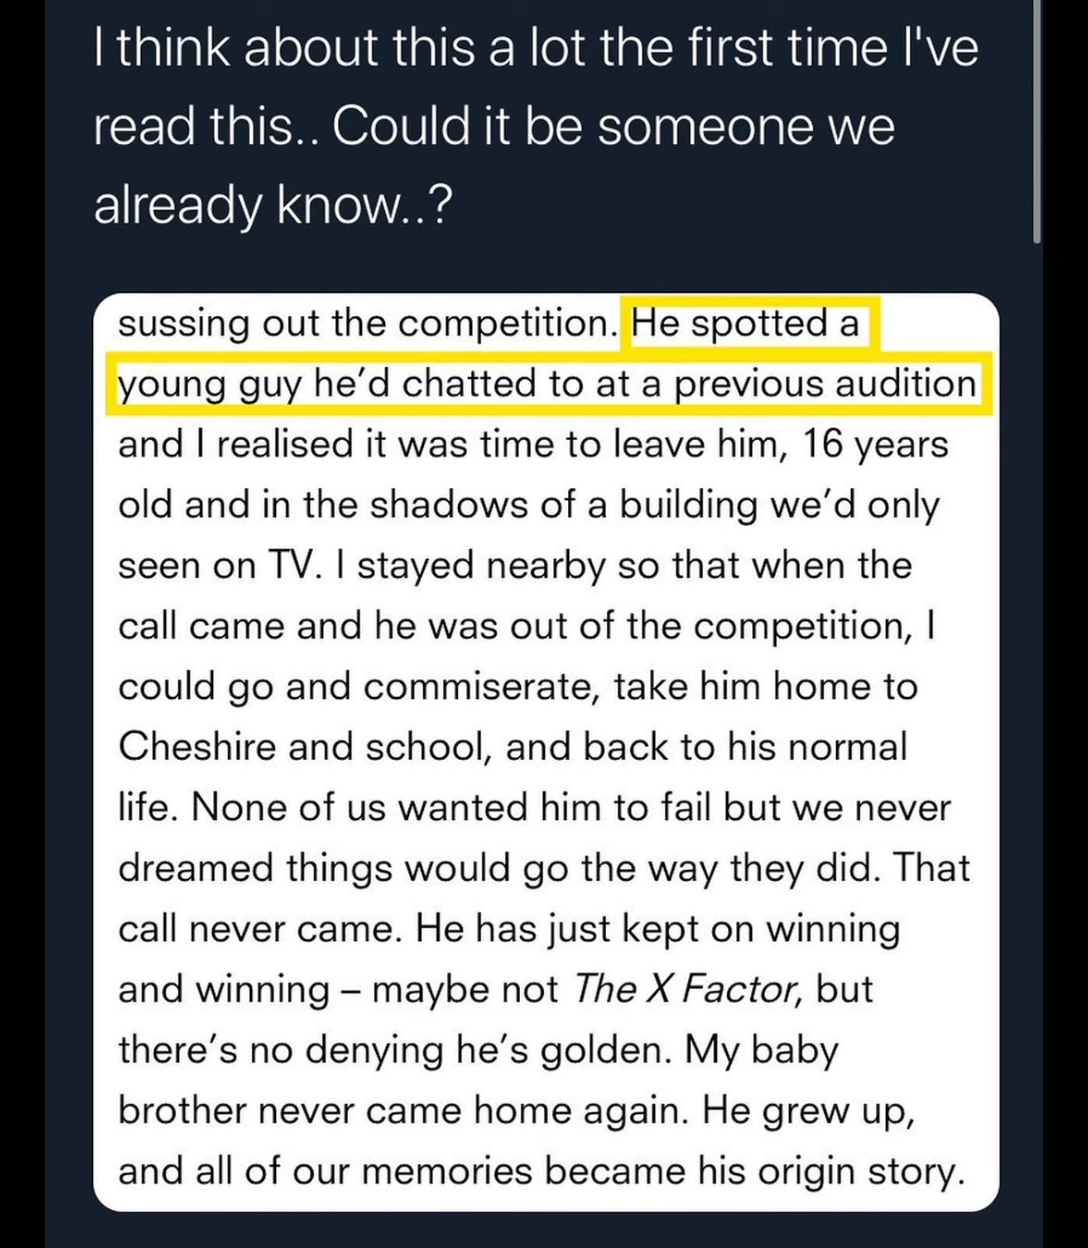 I think about this a lot the first time I've
read this.. Could it be someone we
already know..?
sussing out the competition. He spotted a
young guy he’d chatted to at a previous audition
and I realised it was time to leave him, 16 years
old and in the shadows of a building we’d only
seen on TV. I stayed nearby so that when the
call came and he was out of the competition, I
could go and commiserate, take him home to
Cheshire and school, and back to his normal
life. None of us wanted him to fail but we never
dreamed things would go the way they did. That
call never came. He has just kept on winning
and winning – maybe not The X Factor, but
there’s no denying he’s golden. My baby
brother never came home again. He grew up,
and all of our memories became his origin story.